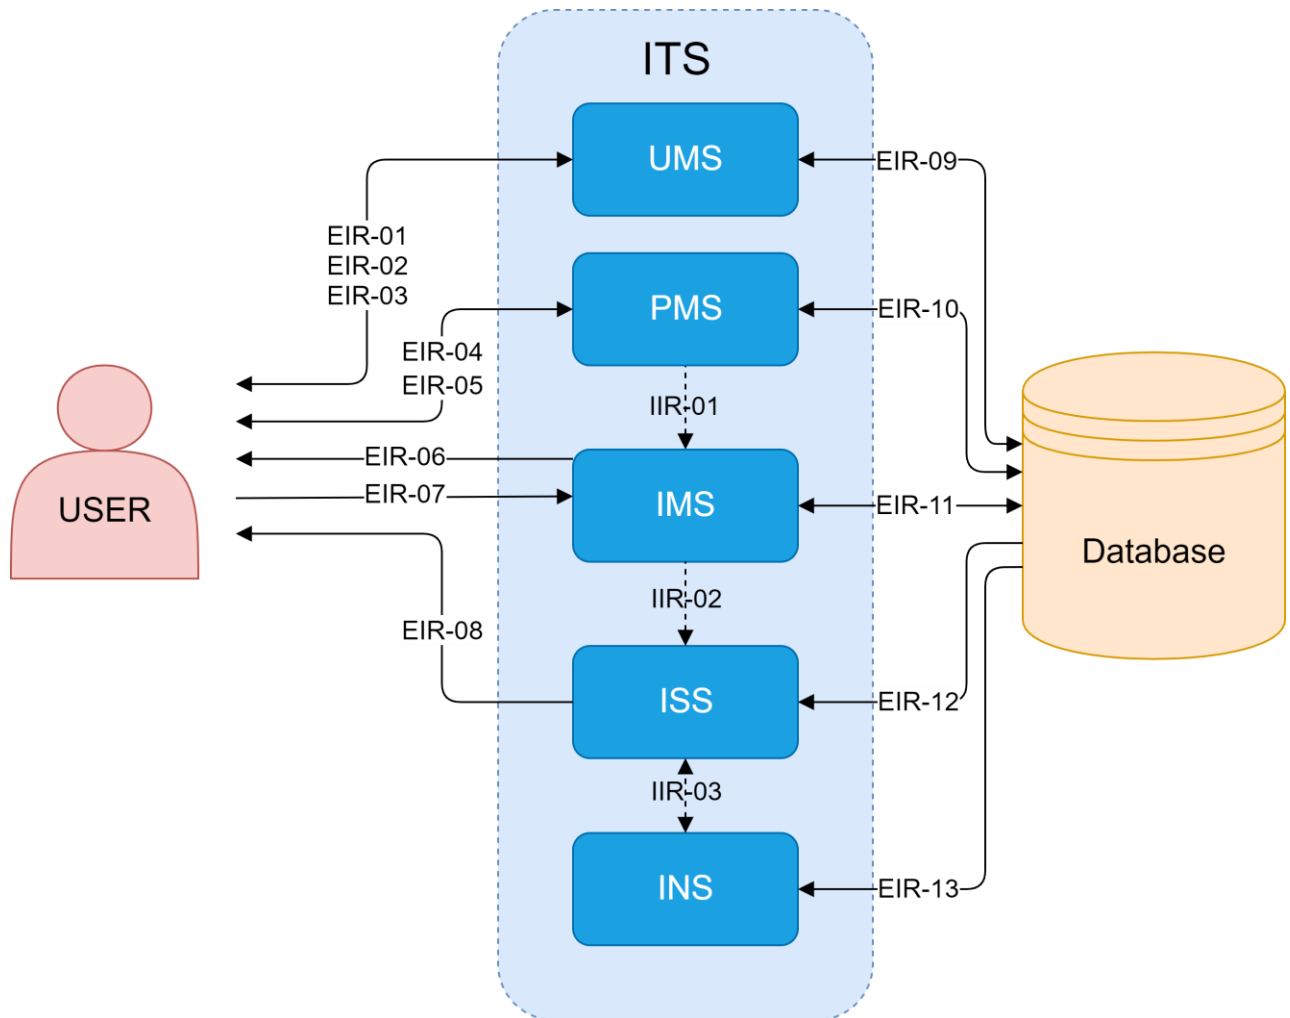 ITS
UMS
EIR-09
EIR-01
EIR-02
EIR-03
PMS
EIR-10
EIR-04
EIR-05
IIR-01
EIR-06
EIR-07
USER
IMS
EIR-11
Database
IIR-02
EIR-08
ISS
EIR-12
IIR-03
INS
EIR-13